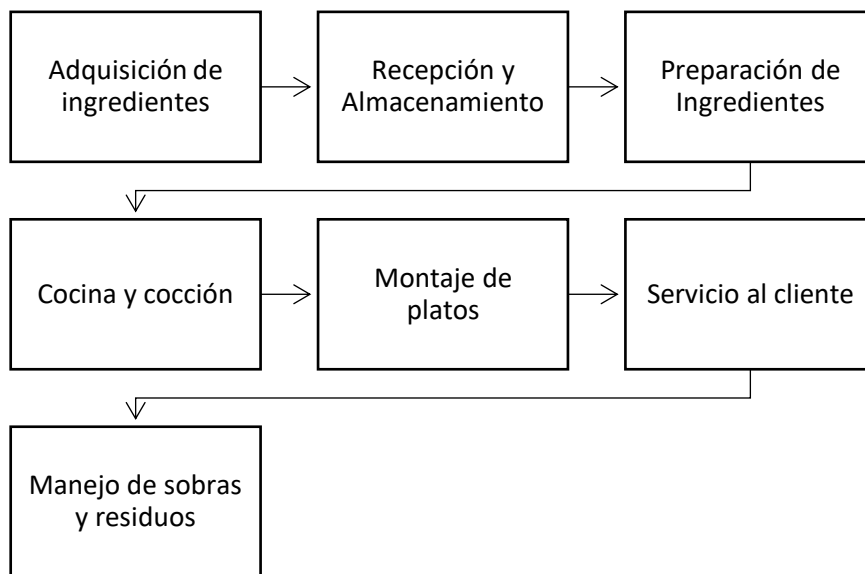 Adquisición de
ingredientes
Recepción y
Almacenamiento
Preparación de
Ingredientes
Cocina y cocción
Montaje de
platos
Servicio al cliente
Manejo de sobras
y residuos